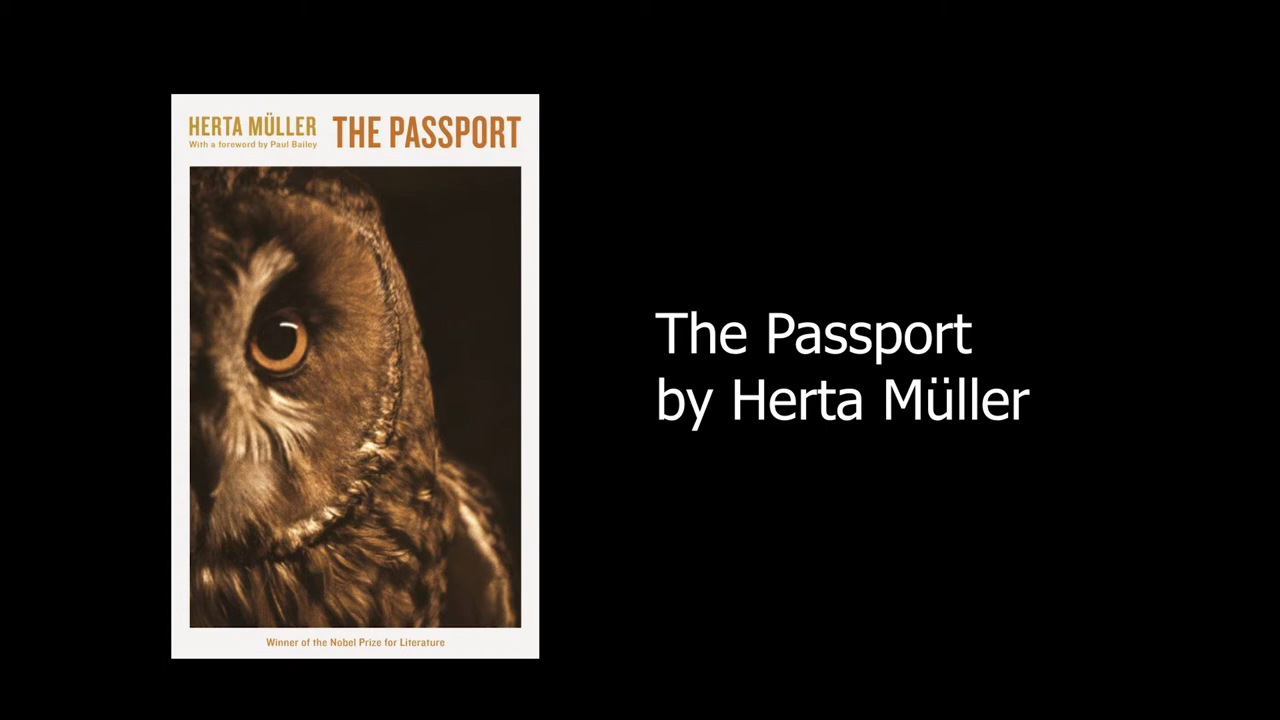 HERTA MÜLLER
With a foreword by Paul Bailey
THE PASSPORT
Winner of the Nobel Prize for Literature
The Passport
by Herta Müller